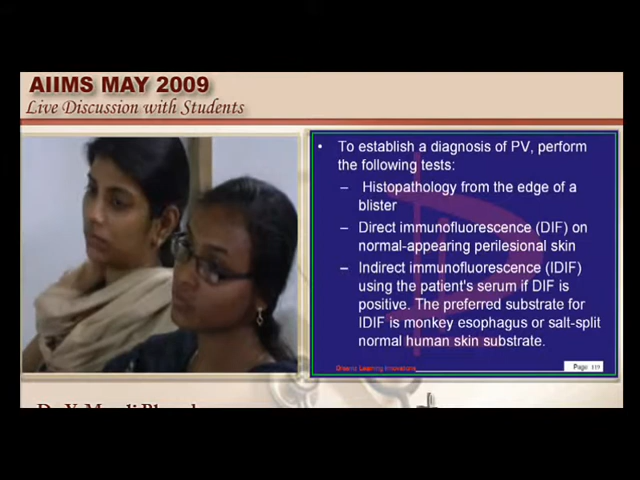 AIIMS MAY 2009
Live Discussion with Students
• To establish a diagnosis of PV, perform
the following tests:
– Histopathology from the edge of a
blister
– Direct immunofluorescence (DIF) on
normal-appearing perilesional skin
– Indirect immunofluorescence (IDIF)
using the patient's serum if DIF is
positive. The preferred substrate for
IDIF is monkey esophagus or salt-split
normal human skin substrate.
Learning Innovations
Page 119